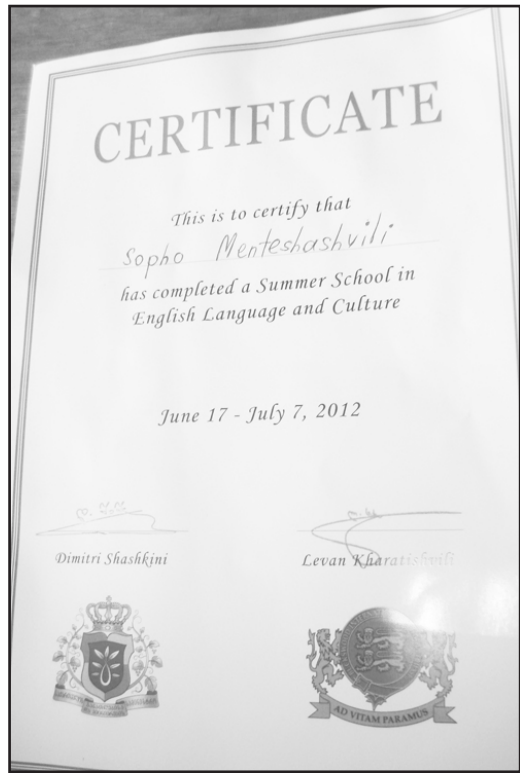 CERTIFICATE
This is to certify that
Sopho Menteshashvili
has completed a Summer School in
English Language and Culture
June 17 - July 7, 2012
Dimitri Shashkini
Levan Kharatishvili
AD VITAM PARAMUS